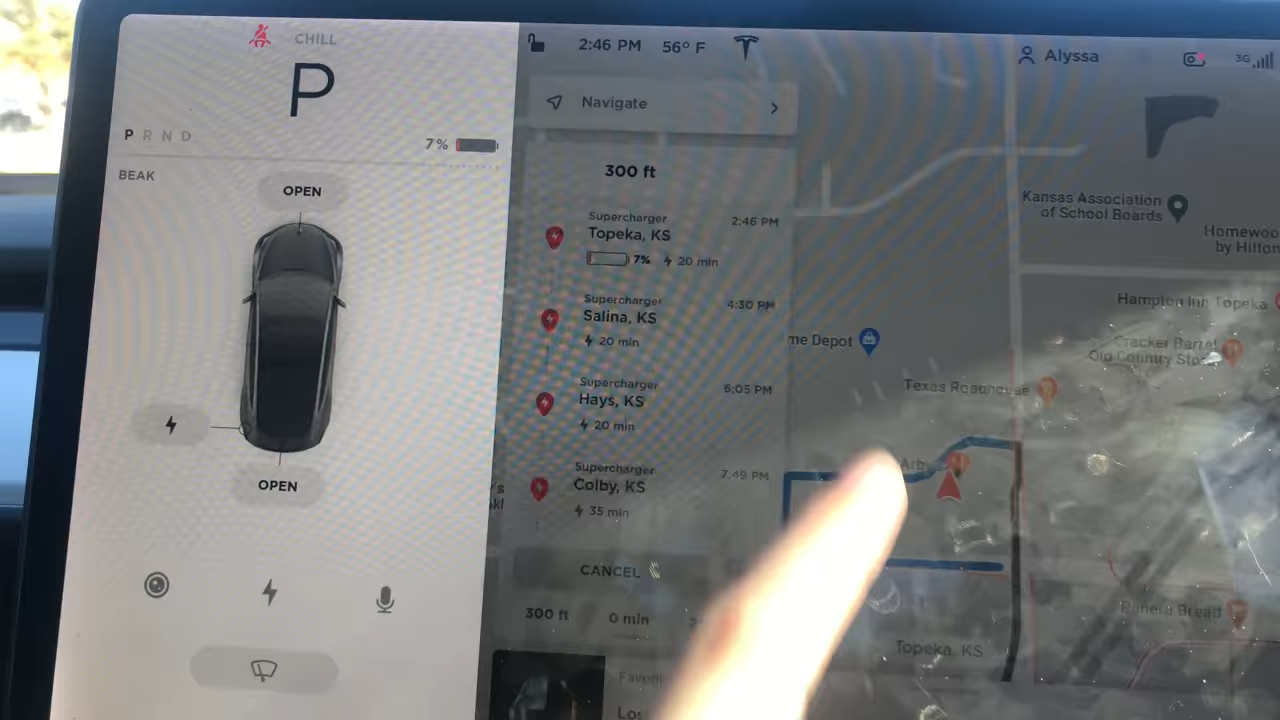 CHILL
P
P R N D
7%
BEAK
OPEN
OPEN
2:46 PM 56° F
Alyssa
3G
Navigate
300 ft
Supercharger
Topeka, KS
2:46 PM
7% 20 min
Supercharger
Salina, KS
4:30 PM
20 min
Supercharger
Hays, KS
6:05 PM
20 min
Supercharger
Colby, KS
7:49 PM
35 min
CANCEL
300 ft 0 min
Kansas Association
of School Boards
by Hilton
Hampton Inn Topeka
me Depot
Cracker Barrel
Old Country Sto
Texas Roadhouse
Arby
Panera Bread
Topeka, KS